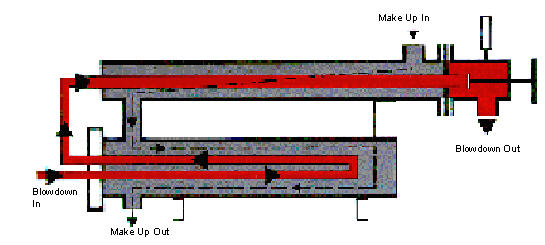 Make Up In
Blowdown Out
Blowdown
In
Make Up Out